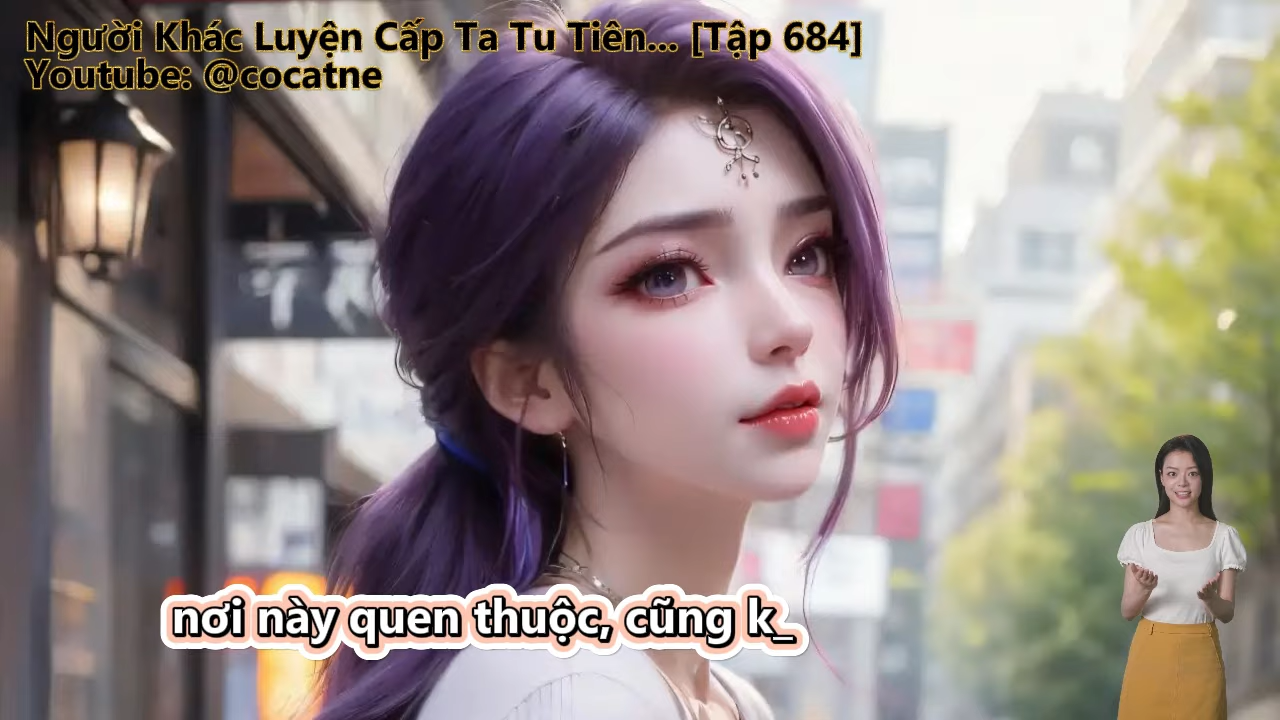 Người Khác Luyện Cấp Ta Tu Tiên... [Tập 684]
Youtube: @cocatne
nơi này quen thuộc, cũng k_